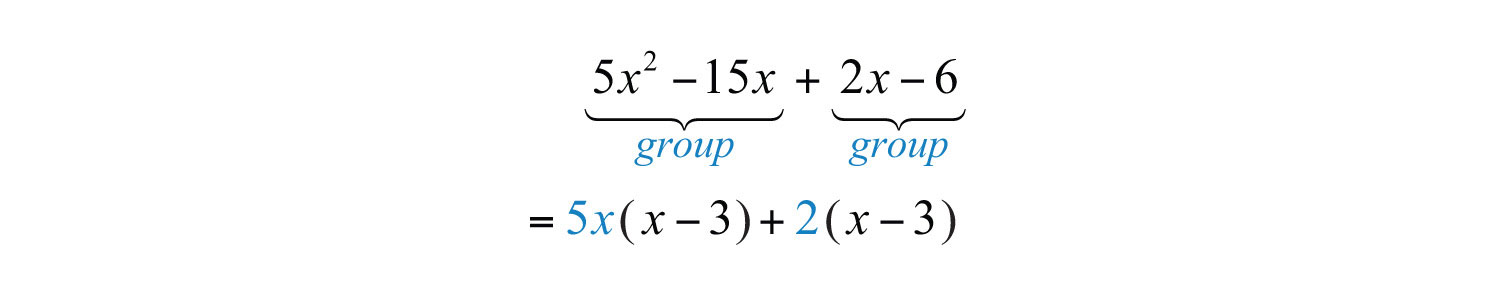 5x² − 15x + 2x − 6
group group
= 5x(x − 3) + 2(x − 3)